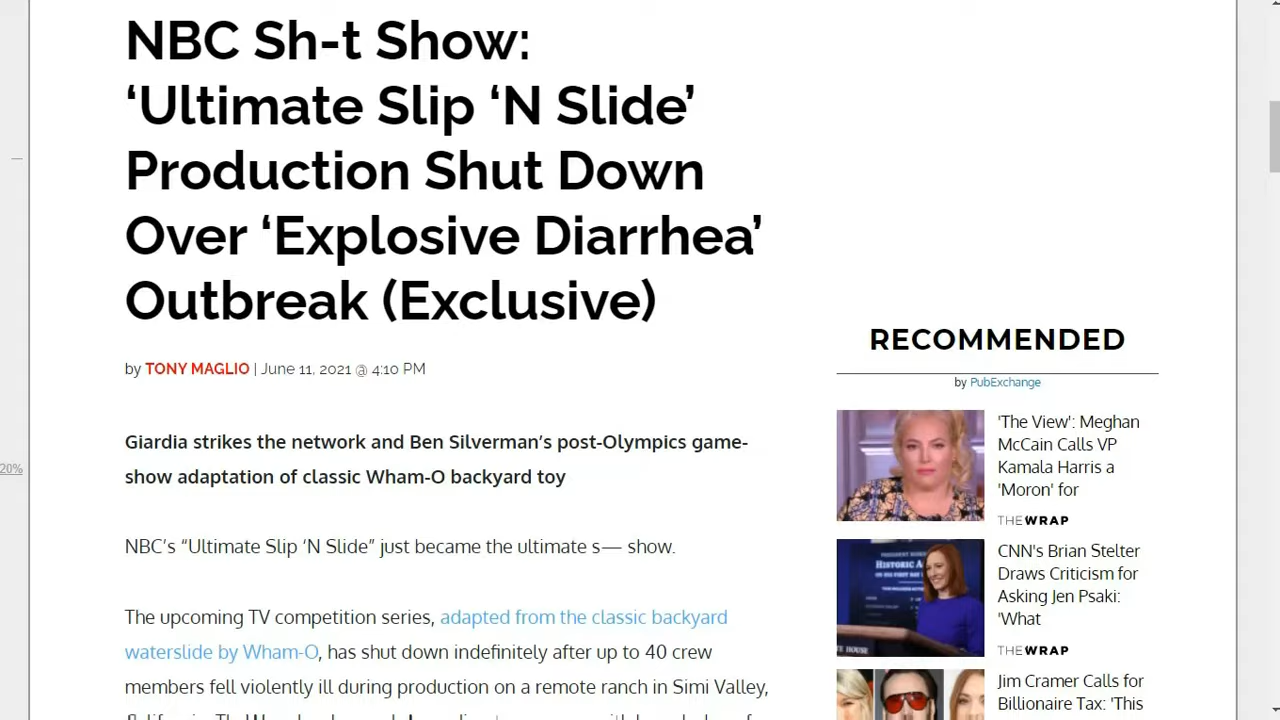 NBC Sh-t Show:
‘Ultimate Slip ‘N Slide’
Production Shut Down
Over ‘Explosive Diarrhea’
Outbreak (Exclusive)
by TONY MAGLIO | June 11, 2021 @ 4:10 PM
Giardia strikes the network and Ben Silverman’s post-Olympics game-
show adaptation of classic Wham-O backyard toy
NBC’s “Ultimate Slip ‘N Slide” just became the ultimate s— show.
The upcoming TV competition series, adapted from the classic backyard
waterslide by Wham-O, has shut down indefinitely after up to 40 crew
members fell violently ill during production on a remote ranch in Simi Valley,
20%
RECOMMENDED
by PubExchange
'The View': Meghan
McCain Calls VP
Kamala Harris a
'Moron' for
THEWRAP
CNN's Brian Stelter
Draws Criticism for
Asking Jen Psaki:
'What
THEWRAP
Jim Cramer Calls for
Billionaire Tax: 'This